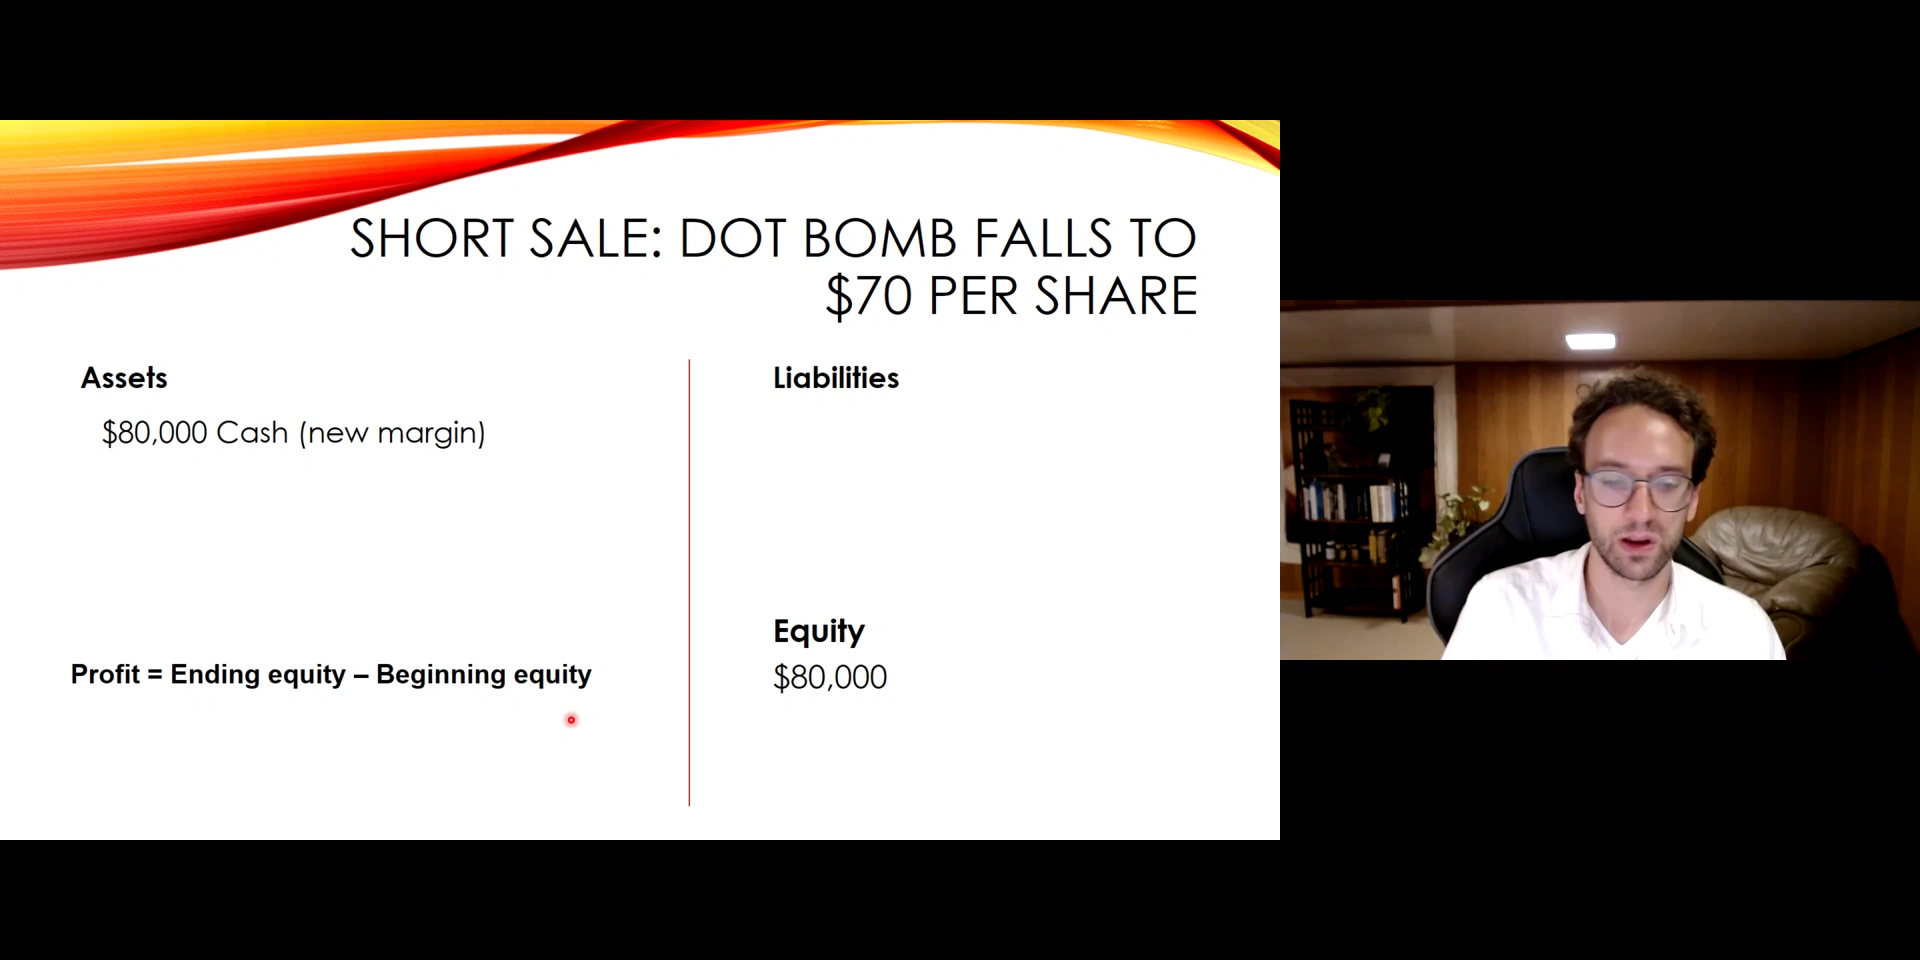 SHORT SALE: DOT BOMB FALLS TO
$70 PER SHARE
Assets
$80,000 Cash (new margin)
Profit = Ending equity – Beginning equity
Liabilities
Equity
$80,000